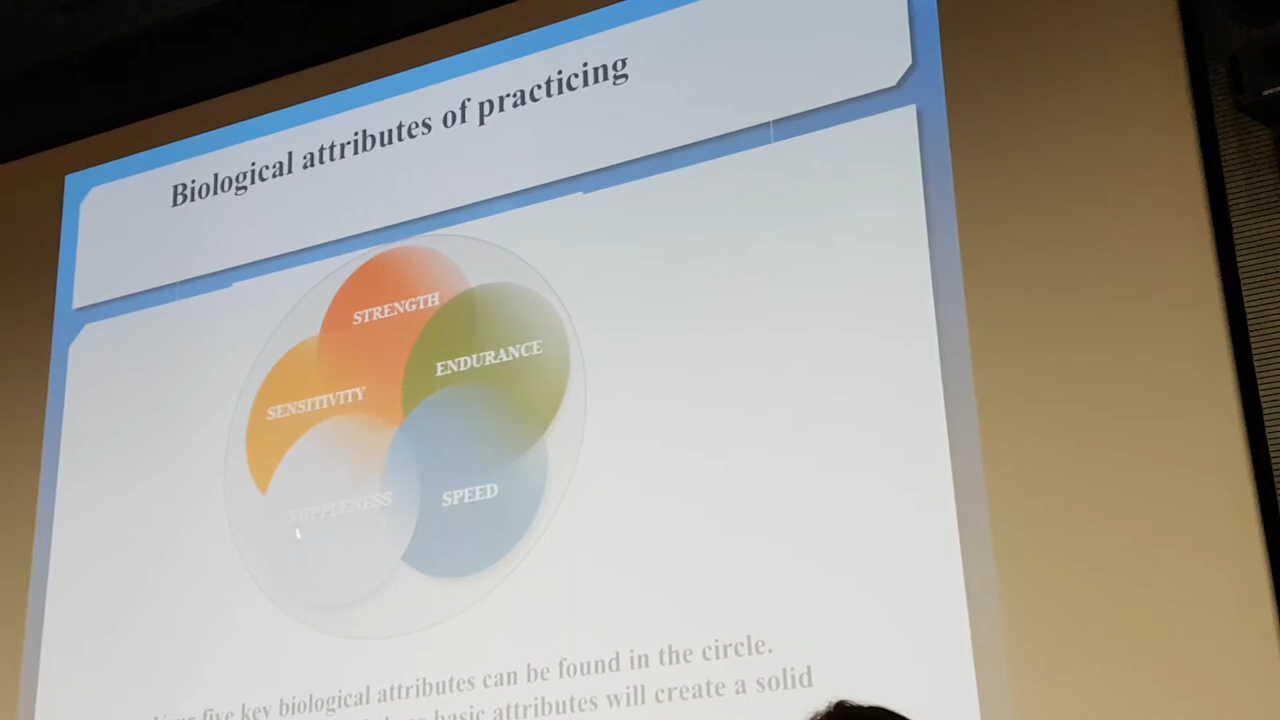 Biological attributes of practicing
STRENGTH
ENDURANCE
SENSITIVITY
SUPPLENESS
SPEED
five key biological attributes can be found in the circle.
basic attributes will create a solid